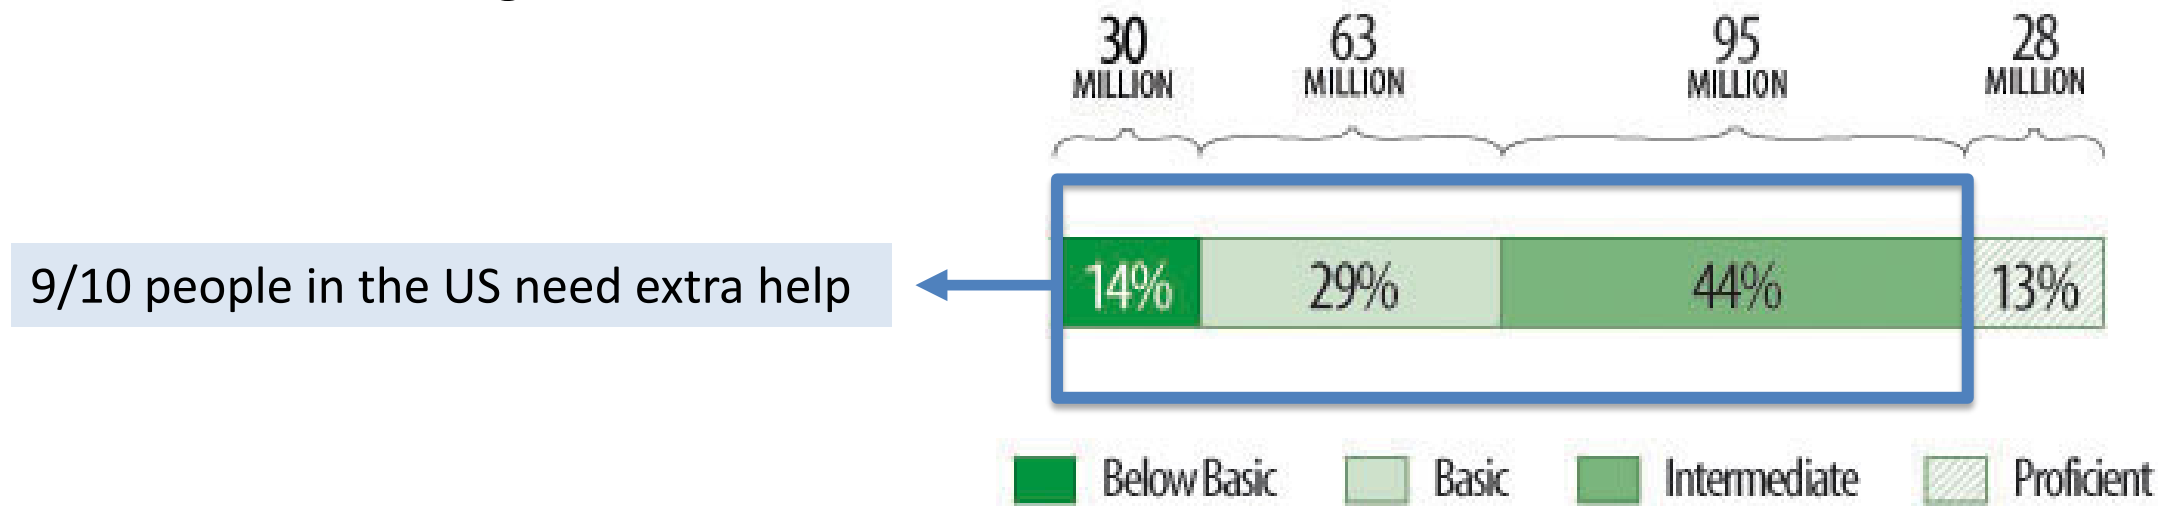 30 63 95 28
MILLION MILLION MILLION MILLION
9/10 people in the US need extra help
14% 29% 44% 13%
Below Basic Basic Intermediate Proficient